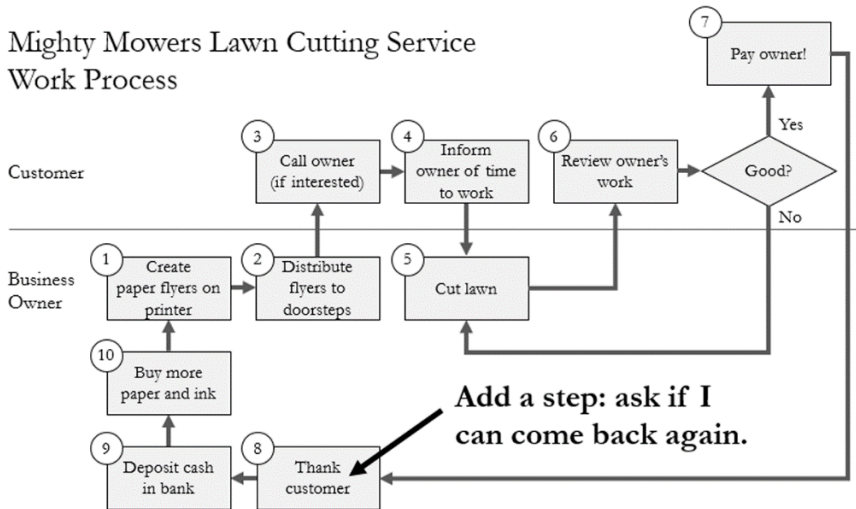 Mighty Mowers Lawn Cutting Service
Work Process
7
Pay owner!
Yes
3
Call owner
(if interested)
4
Inform
owner of time
to work
6
Review owner's
work
Good?
No
Customer
Business
Owner
1
Create
paper flyers on
printer
2
Distribute
flyers to
doorsteps
5
Cut lawn
10
Buy more
paper and ink
Add a step: ask if I
can come back again.
9
Deposit cash
in bank
8
Thank
customer